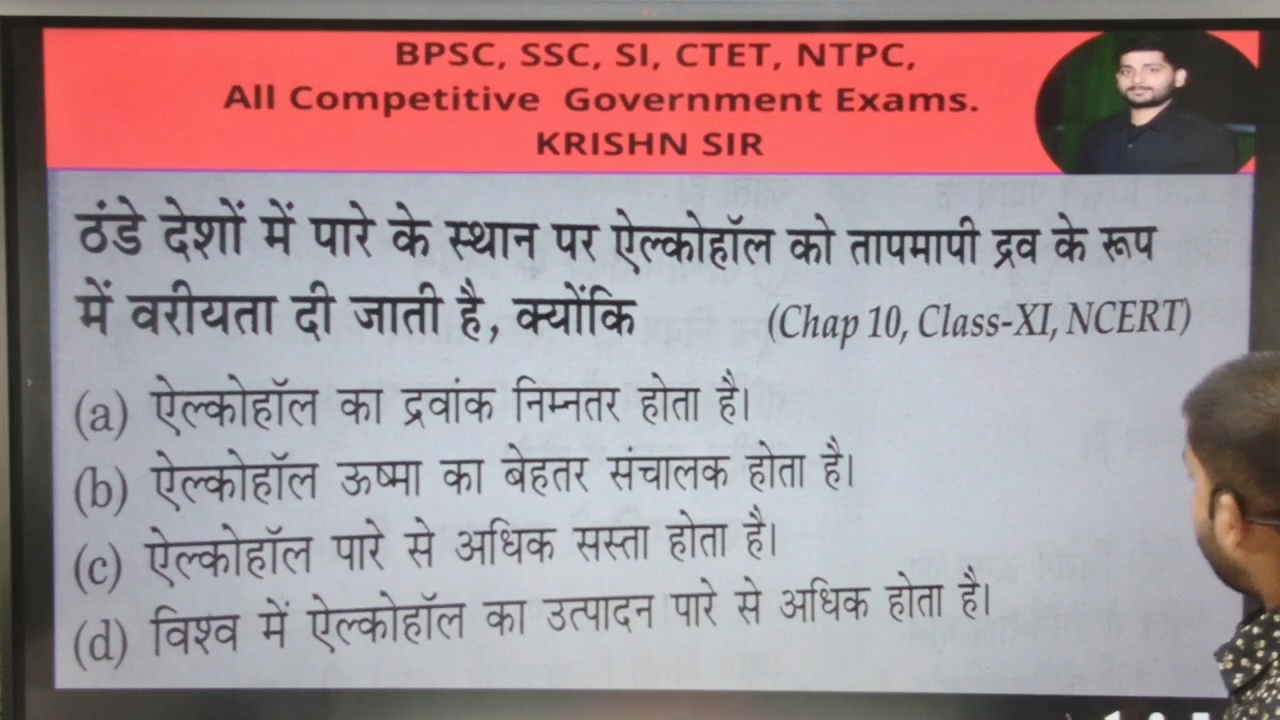 BPSC, SSC, SI, CTET, NTPC,
All Competitive Government Exams.
KRISHN SIR
ठंडे देशों में पारे के स्थान पर ऐल्कोहॉल को तापमापी द्रव के रूप
में वरीयता दी जाती है, क्योंकि (Chap 10, Class-XI, NCERT)
(a) ऐल्कोहॉल का द्रवांक निम्नतर होता है।
(b) ऐल्कोहॉल ऊष्मा का बेहतर संचालक होता है।
(c) ऐल्कोहॉल पारे से अधिक सस्ता होता है।
(d) विश्व में ऐल्कोहॉल का उत्पादन पारे से अधिक होता है।